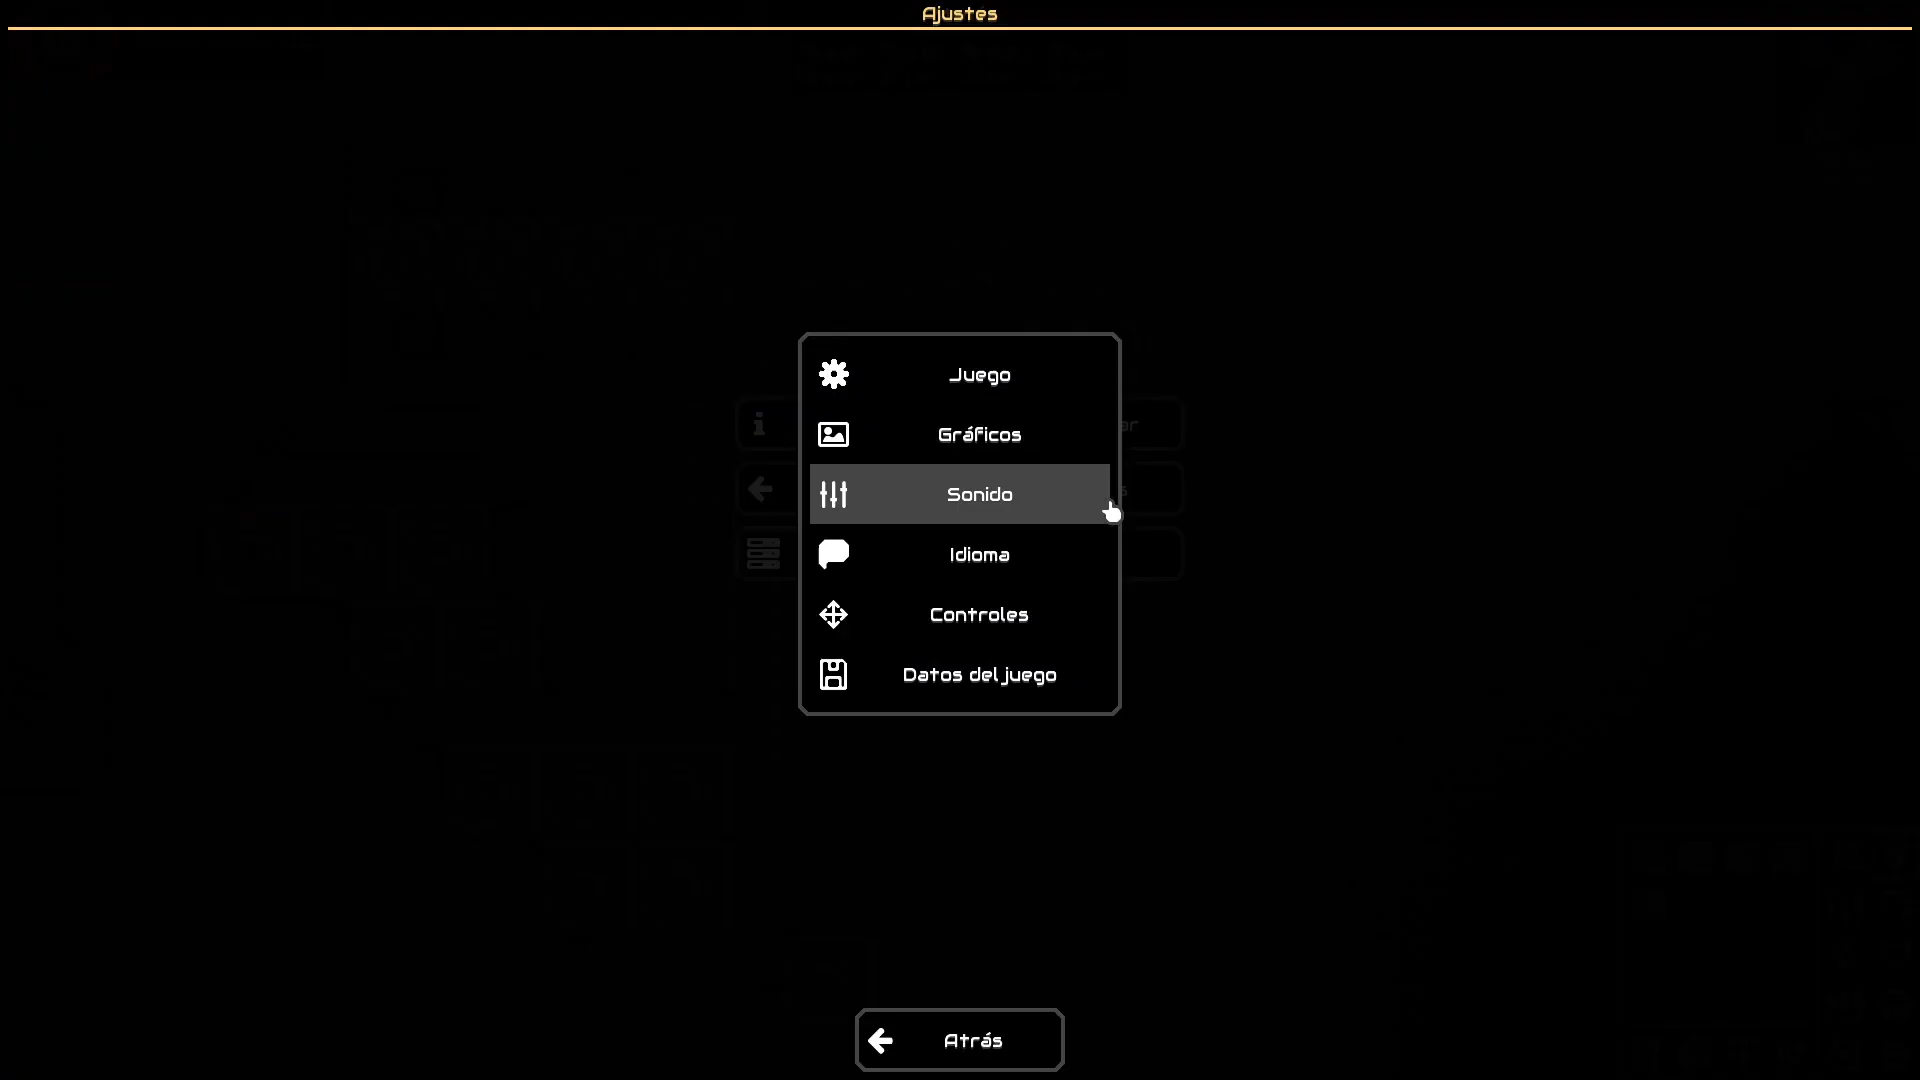 Ajustes
Juego
Gráficos
Sonido
Idioma
Controles
Datos del juego
Atrás